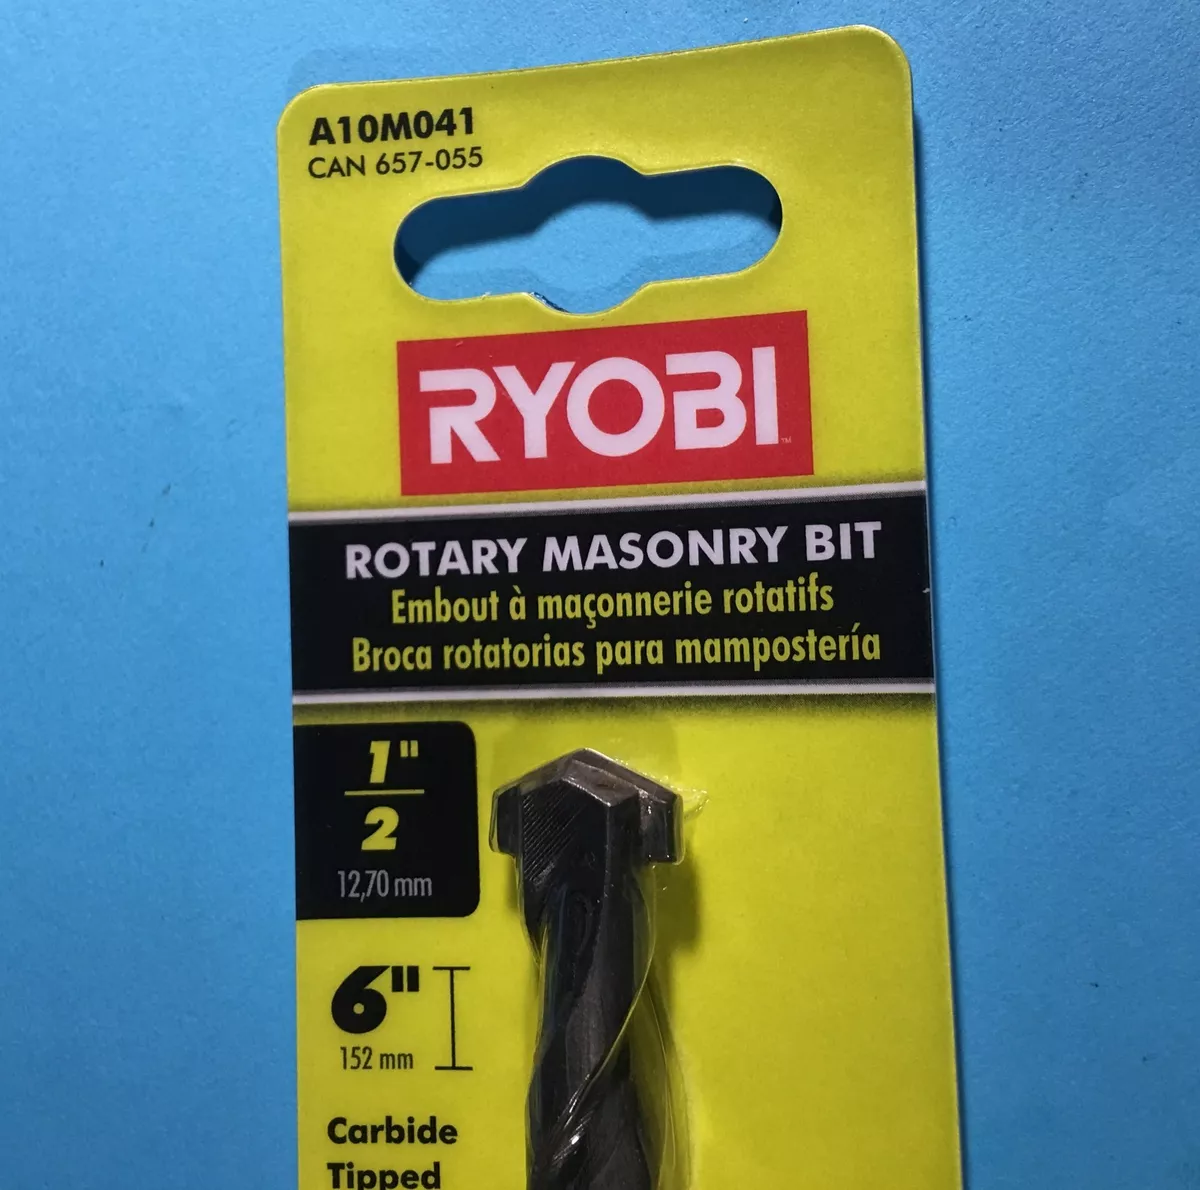 A10M041
CAN 657-055
RYOBI™
ROTARY MASONRY BIT
Embout à maçonnerie rotatifs
Broca rotatorias para mampostería
1"
2
12,70 mm
6"
152 mm
Carbide
Tipped